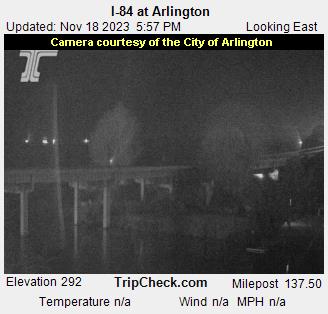 I-84 at Arlington
Updated: Nov 18 2023 5:57 PM Looking East
Camera courtesy of the City of Arlington
Elevation 292 TripCheck.com Milepost 137.50
Temperature n/a Wind n/a MPH n/a